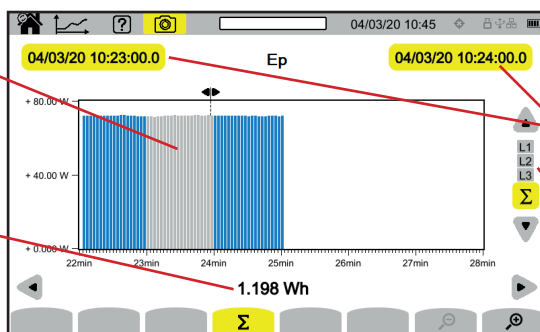 ? 04/03/20 10:45
04/03/20 10:23:00.0 Ep 04/03/20 10:24:00.0
+ 80.00 W
+ 40.00 W
+ 0.000 W
22min 23min 24min 25min 26min 27min 28min
L1
L2
L3
Σ
1.198 Wh
Σ